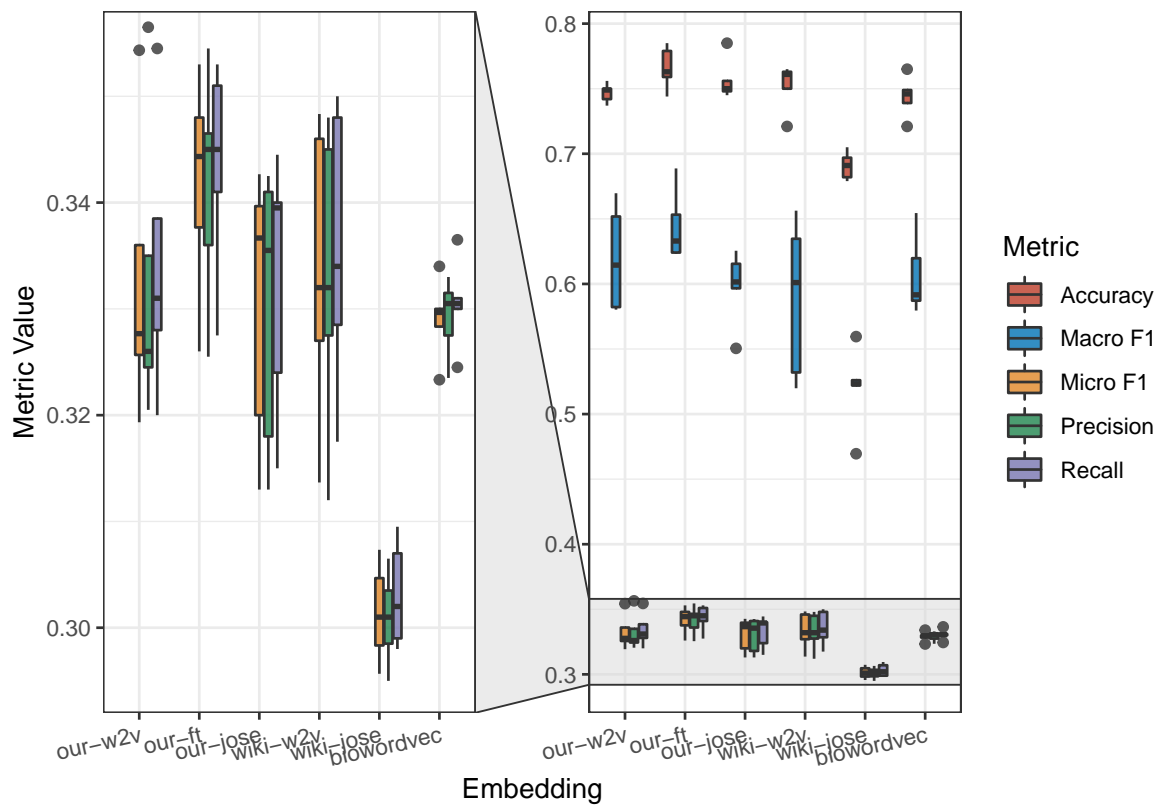 0.34
0.32
0.30
Metric Value
our-w2v
our-ft
our-jose
wiki-w2v
wiki-jose
biowordvec
0.8
0.7
0.6
0.5
0.4
0.3
our-w2v
our-ft
our-jose
wiki-w2v
wiki-jose
biowordvec
Embedding
Metric
Accuracy
Macro F1
Micro F1
Precision
Recall